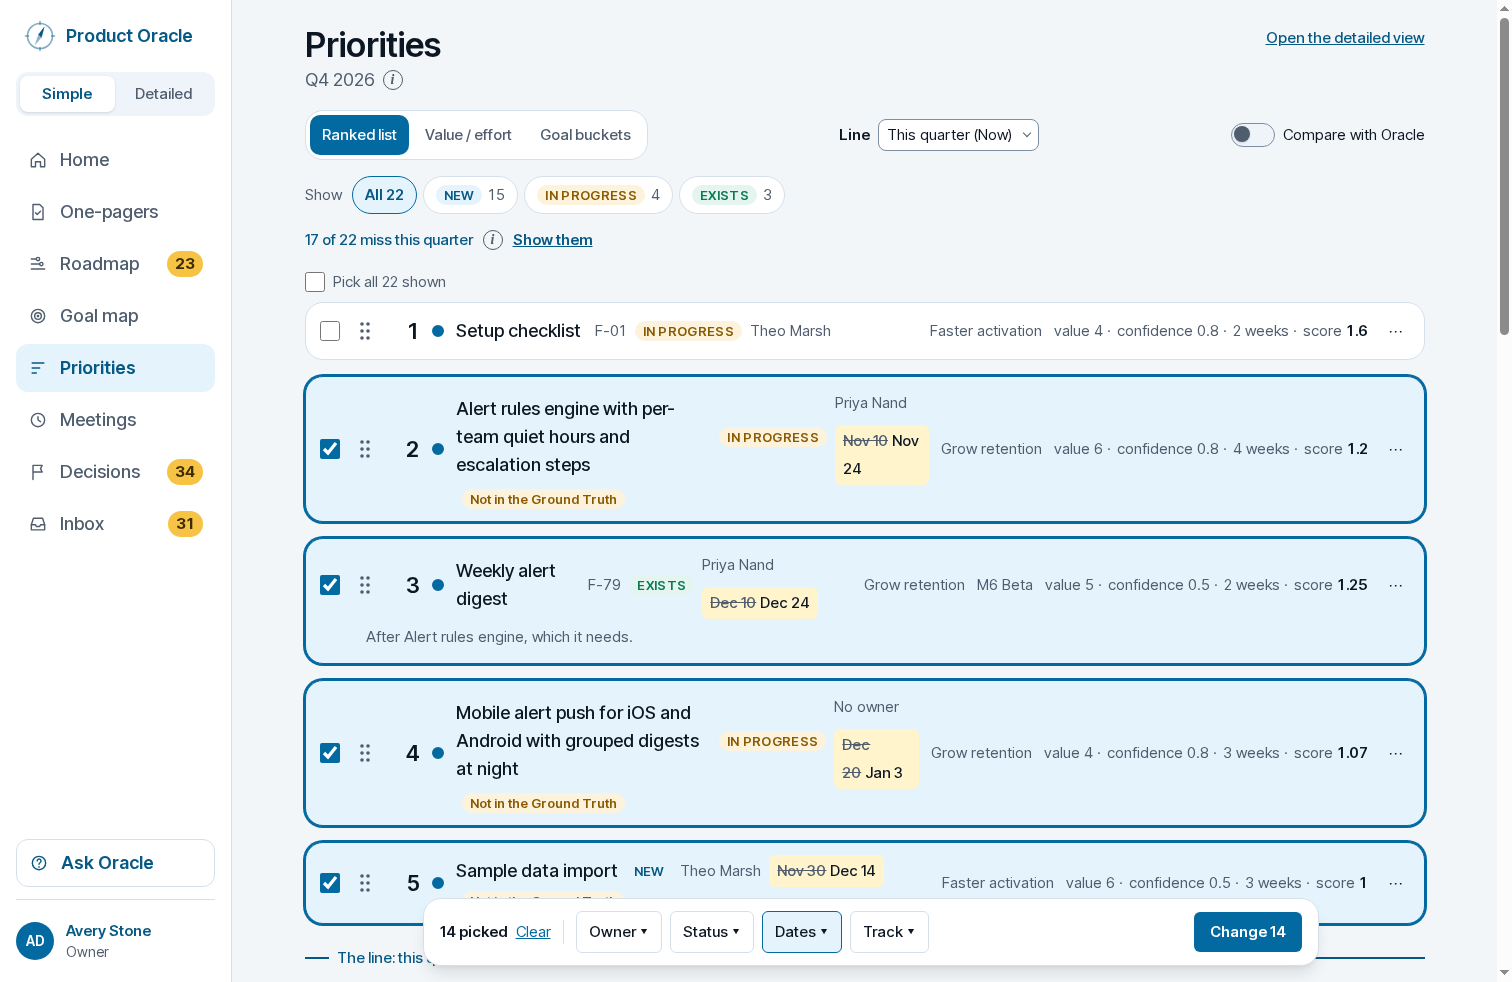 Product Oracle
Simple Detailed
Home
One-pagers
Roadmap 23
Goal map
Priorities
Meetings
Decisions 34
Inbox 31
Ask Oracle
AD Avery Stone
Owner
Priorities
Open the detailed view
Q4 2026 i
Ranked list Value / effort Goal buckets
Line This quarter (Now)
Compare with Oracle
Show All 22 NEW 15 IN PROGRESS 4 EXISTS 3
17 of 22 miss this quarter i Show them
Pick all 22 shown
1 Setup checklist F-01 IN PROGRESS Theo Marsh Faster activation value 4 · confidence 0.8 · 2 weeks · score 1.6 ...
2 Alert rules engine with per-
team quiet hours and
escalation steps
IN PROGRESS
Priya Nand
Nov 10 Nov
24
Grow retention value 6 · confidence 0.8 · 4 weeks · score 1.2 ...
Not in the Ground Truth
3 Weekly alert
digest
F-79 EXISTS
Priya Nand
Dec 10 Dec 24
Grow retention M6 Beta value 5 · confidence 0.5 · 2 weeks · score 1.25 ...
After Alert rules engine, which it needs.
4 Mobile alert push for iOS and
Android with grouped digests
at night
IN PROGRESS
No owner
Dec
20 Jan 3
Grow retention value 4 · confidence 0.8 · 3 weeks · score 1.07 ...
Not in the Ground Truth
5 Sample data import NEW Theo Marsh Nov 30 Dec 14
Faster activation value 6 · confidence 0.5 · 3 weeks · score 1 ...
14 picked Clear Owner ▾ Status ▾ Dates ▾ Track ▾ Change 14
The line: this